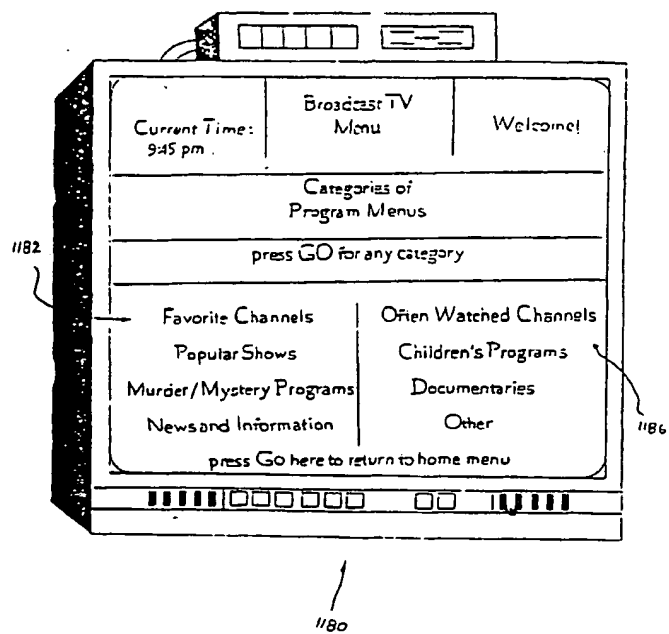 Broadcast TV
Menu
Current Time:
9:45 pm
Welcome!
Categories of
Program Menus
press GO for any category
1182
Favorite Channels
Often Watched Channels
Popular Shows
Children's Programs
Murder/Mystery Programs
Documentaries
1186
News and Information
Other
press Go here to return to home menu
1180